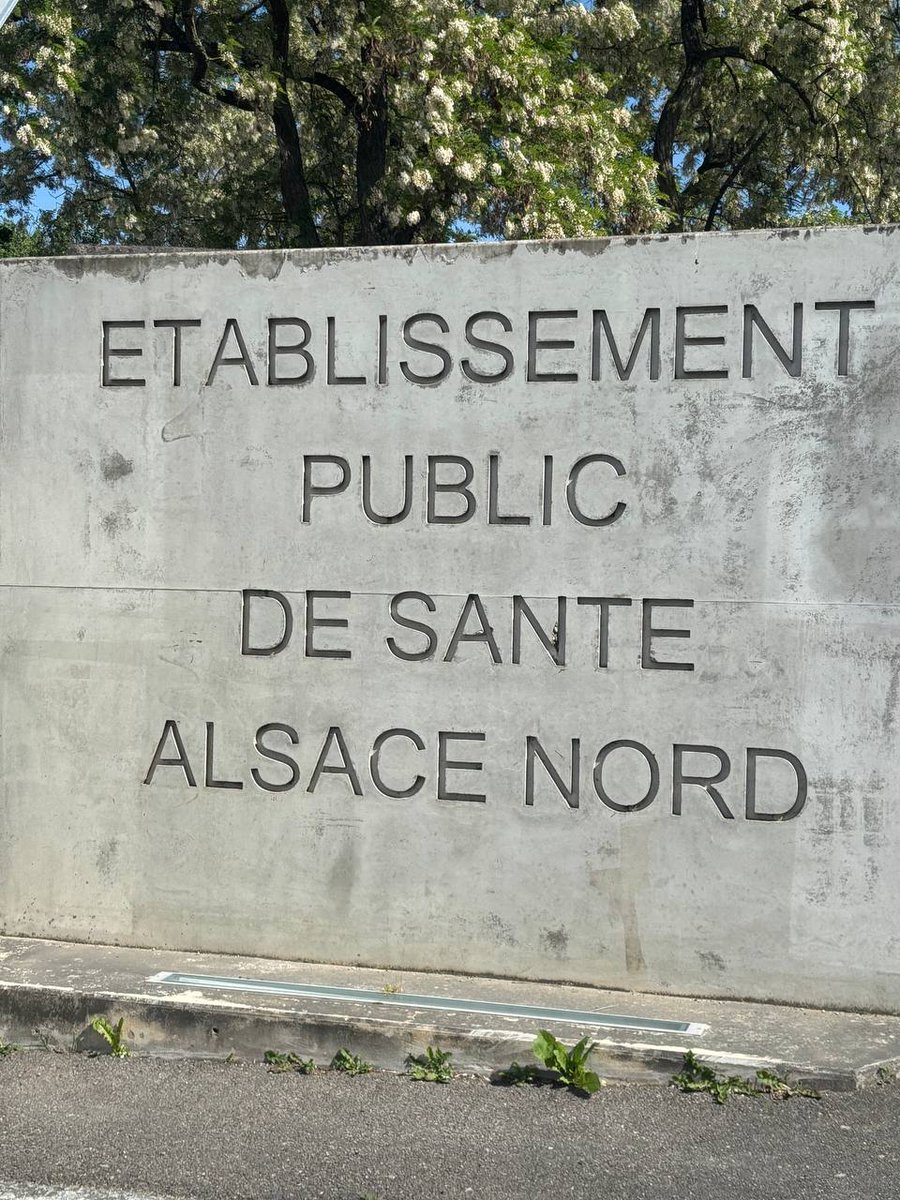 ETABLISSEMENT
PUBLIC
DE SANTE
ALSACE NORD